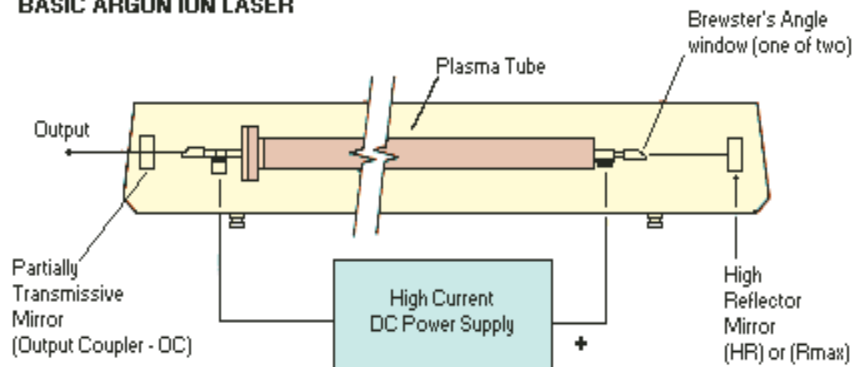 BASIC ARGON ION LASER
Brewster's Angle
window (one of two)
Plasma Tube
Output
Partially
Transmissive
Mirror
(Output Coupler - OC)
High Current
DC Power Supply
+
High
Reflector
Mirror
(HR) or (Rmax)